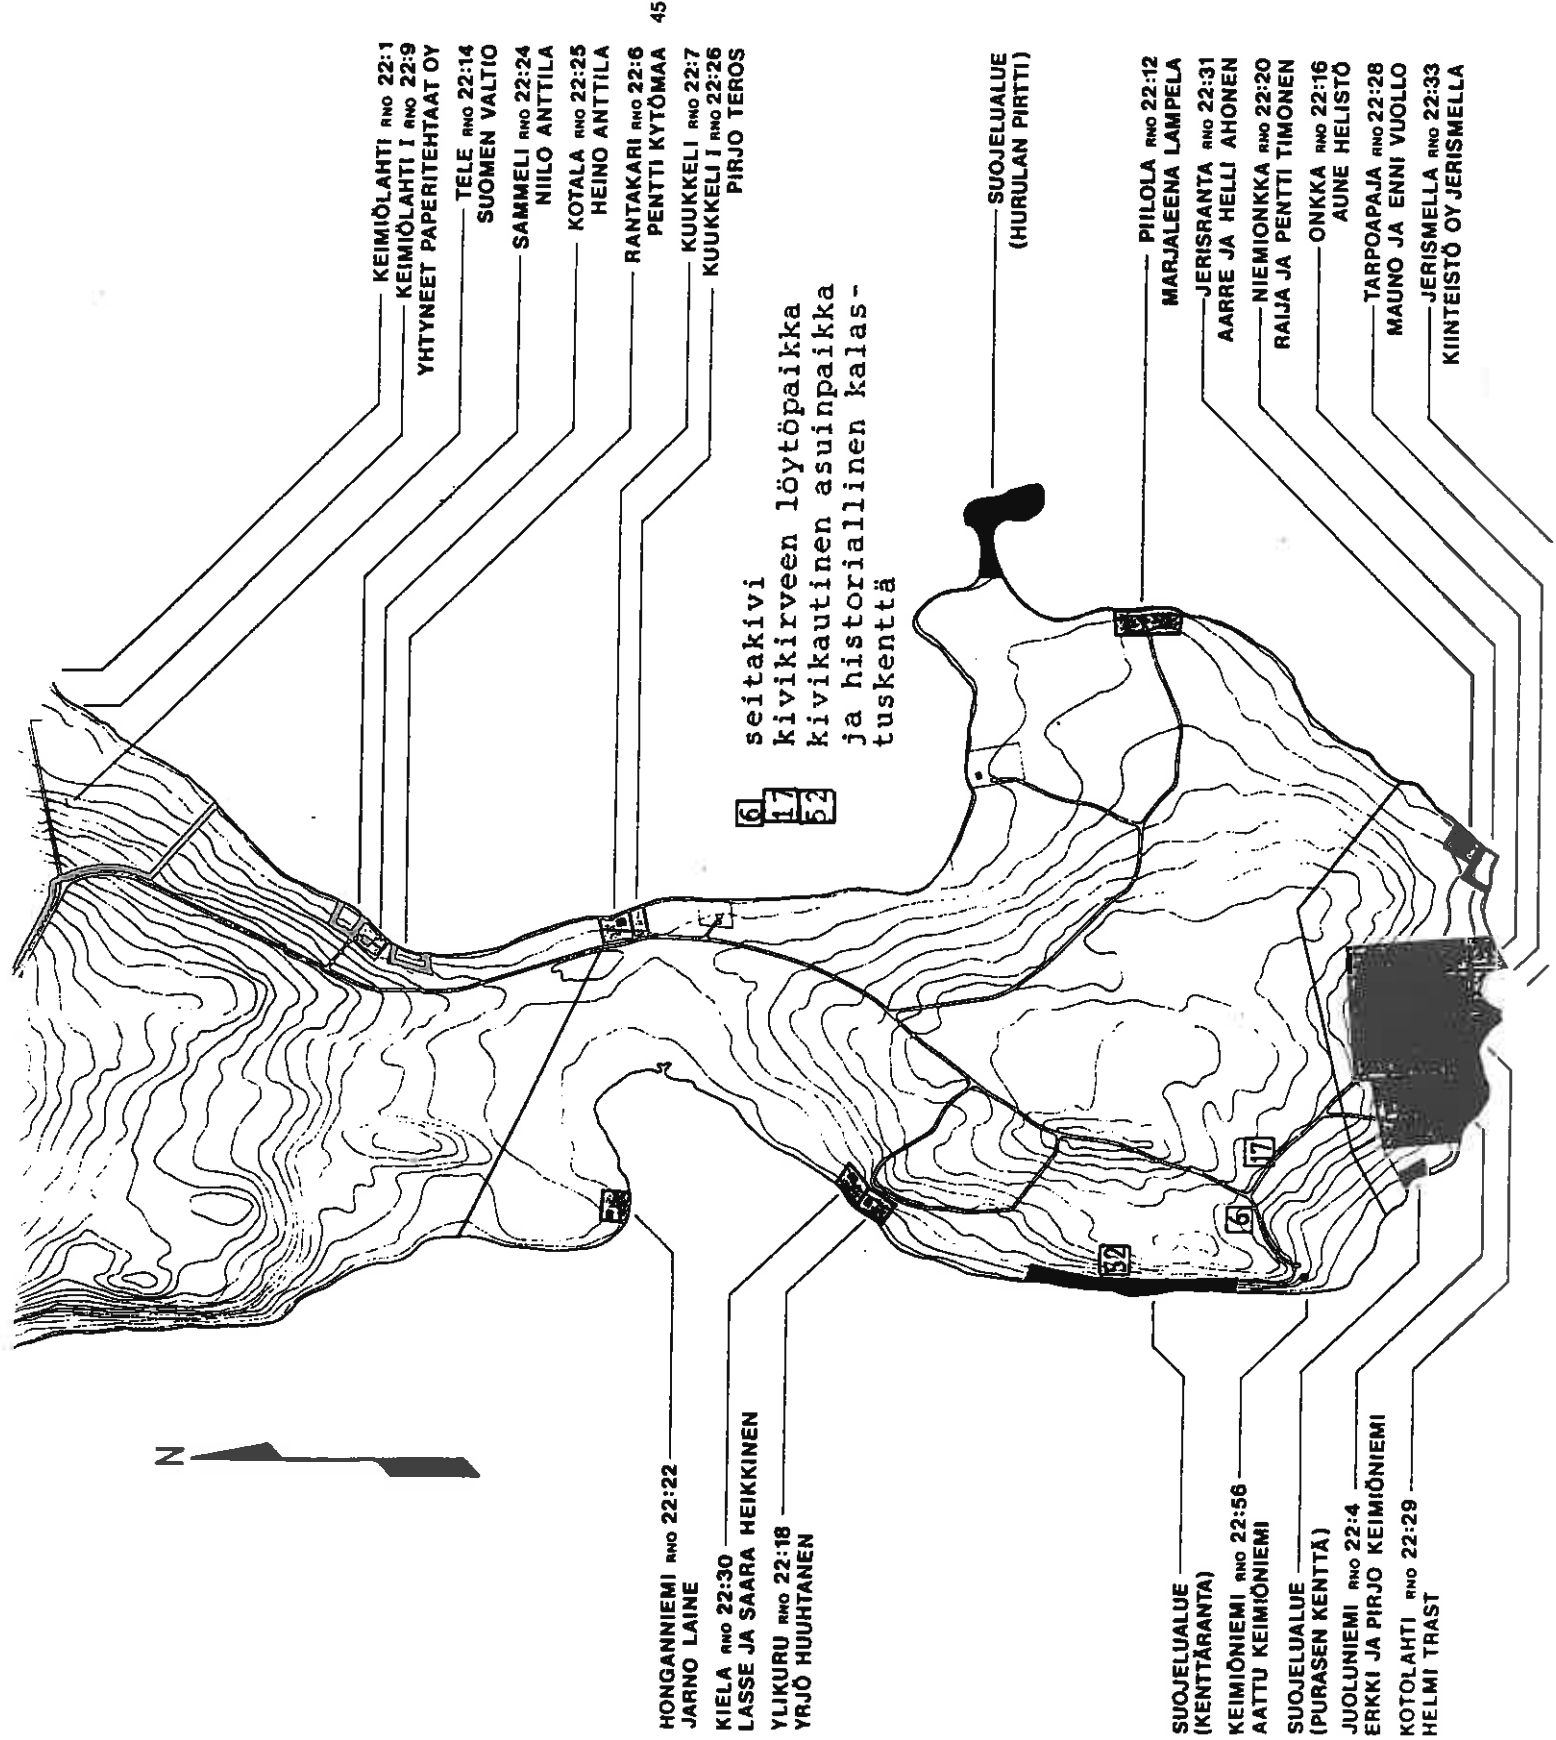 45
KEIMIÖLAHTI RNO 22:1
KEIMIÖLAHTI I RNO 22:9
YHTYNEET PAPERITEHTAAT OY
TELE RNO 22:14
SUOMEN VALTIO
SAMMELI RNO 22:24
NIILO ANTTILA
KOTALA RNO 22:25
HEINO ANTTILA
RANTAKARI RNO 22:6
PENTTI KYTÖMAA
KUUKKELI RNO 22:7
KUUKKELI I RNO 22:26
PIRJO TEROS
6 seitakivi
17 kivikirveen löytöpaikka
52 kivikautinen asuinpaikka
ja historiallinen kalas-
tuskenttä
SUOJELUALUE
(HURULAN PIRTTI)
PIILOLA RNO 22:12
MARJALEENA LAMPELA
JERISRANTA RNO 22:31
AARRE JA HELLI AHONEN
NIEMIONKKA RNO 22:20
RAIJA JA PENTTI TIMONEN
ONKKA RNO 22:16
AUNE HELISTÖ
TARPOAPAJA RNO 22:28
MAUNO JA ENNI VUOLLO
JERISMELLA RNO 22:33
KIINTEISTÖ OY JERISMELLA
N
HONGANNIEMI RNO 22:22
JARNO LAINE
KIELA RNO 22:30
LASSE JA SAARA HEIKKINEN
YLIKURU RNO 22:18
YRJÖ HUUHTANEN
SUOJELUALUE
(KENTTÄRANTA)
KEIMIÖNIEMI RNO 22:56
AATTU KEIMIÖNIEMI
SUOJELUALUE
(PURASEN KENTTÄ)
JUOLUNIEMI RNO 22:4
ERKKI JA PIRJO KEIMIÖNIEMI
KOTOLAHTI RNO 22:29
HELMI TRAST
52
6
17